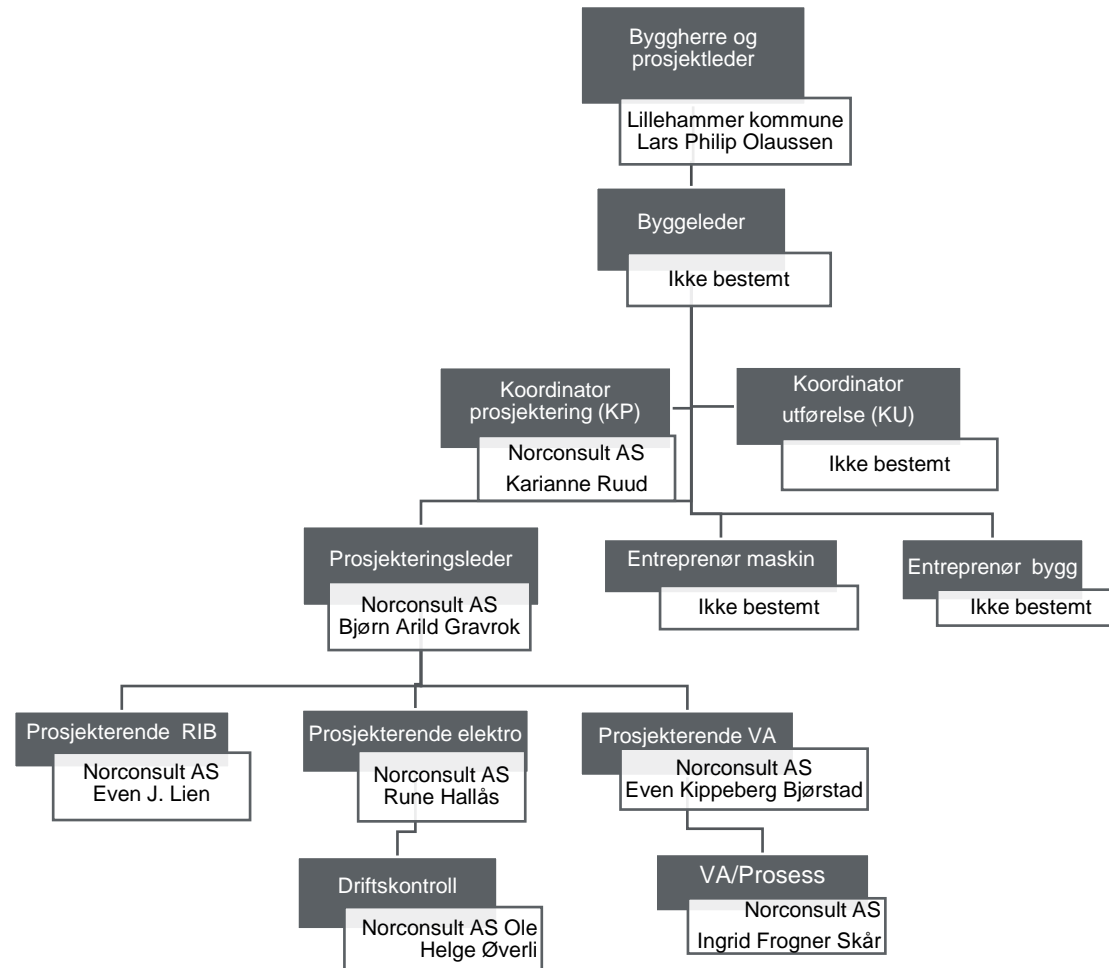 Byggherre og
prosjektleder
Lillehammer kommune
Lars Philip Olaussen
Byggeleder
Ikke bestemt
Koordinator
prosjektering (KP)
Norconsult AS
Karianne Ruud
Koordinator
utførelse (KU)
Ikke bestemt
Prosjekteringsleder
Norconsult AS
Bjørn Arild Gravrok
Entreprenør maskin
Ikke bestemt
Entreprenør bygg
Ikke bestemt
Prosjekterende RIB
Norconsult AS
Even J. Lien
Prosjekterende elektro
Norconsult AS
Rune Hallås
Prosjekterende VA
Norconsult AS
Even Kippeberg Bjørstad
Driftskontroll
Norconsult AS Ole
Helge Øverli
VA/Prosess
Norconsult AS
Ingrid Frogner Skår